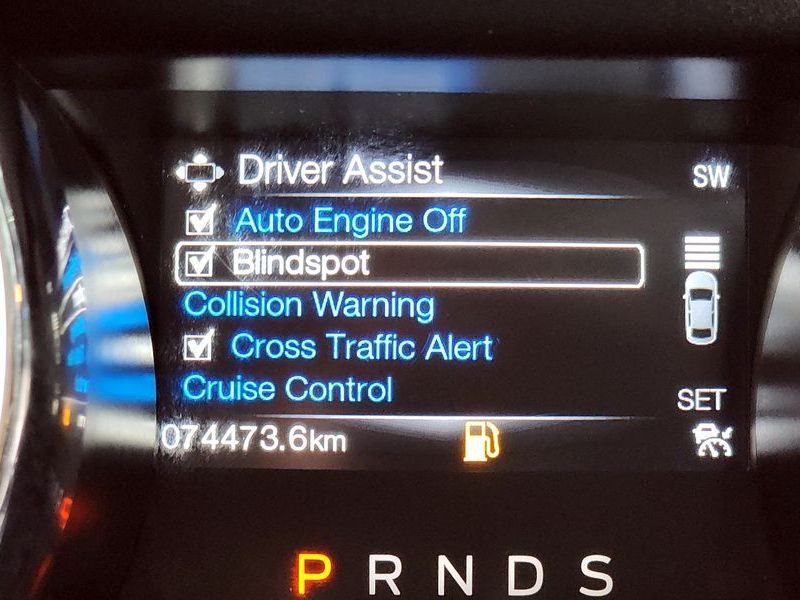 Driver Assist
SW
Auto Engine Off
Blindspot
Collision Warning
Cross Traffic Alert
Cruise Control
SET
074473.6km
P R N D S